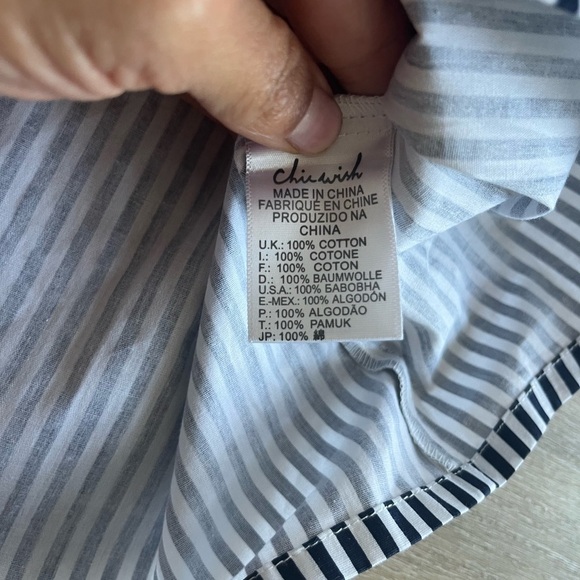 Chicwish
MADE IN CHINA
FABRIQUÉ EN CHINE
PRODUZIDO NA
CHINA
U.K.: 100% COTTON
I.: 100% COTONE
F.: 100% COTON
D.: 100% BAUMWOLLE
U.S.A.: 100% БАВОВНА
E.-MEX.: 100% ALGODÓN
P.: 100% ALGODÃO
T.: 100% PAMUK
JP: 100% 綿